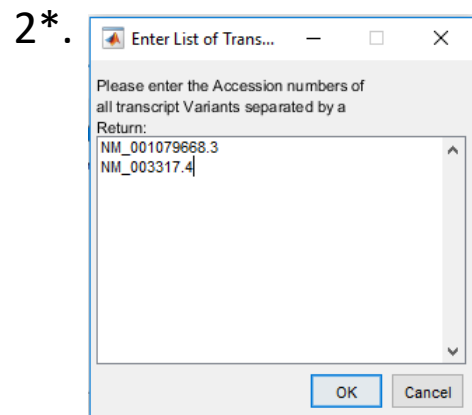 2*.
Enter List of Trans...
Please enter the Accession numbers of
all transcript Variants separated by a
Return:
NM_001079668.3
NM_003317.4
OK Cancel